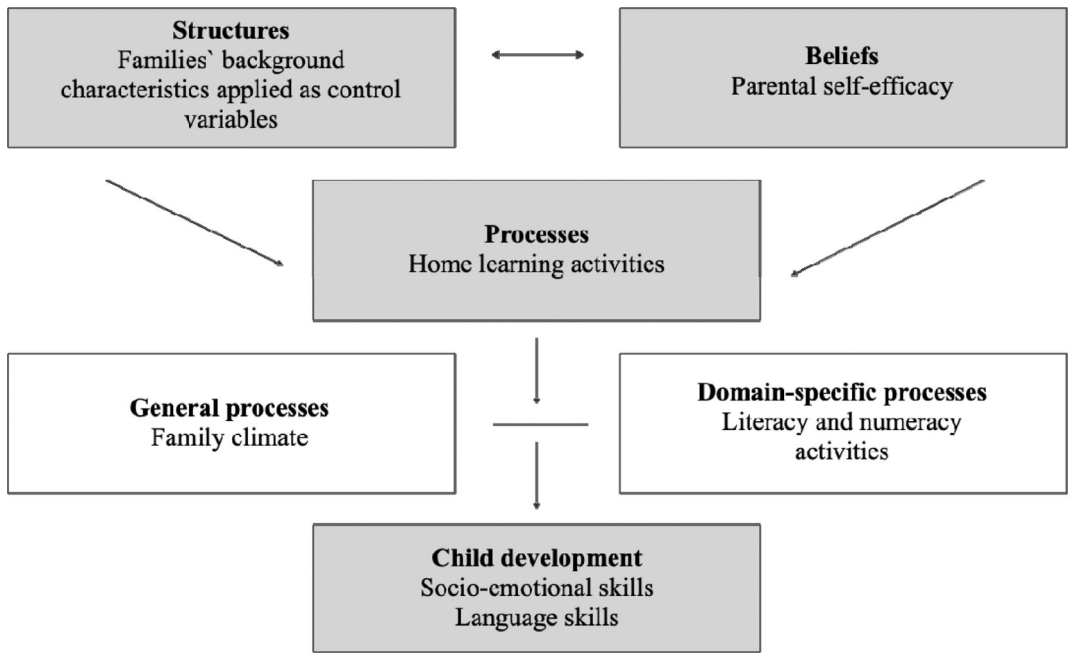 Structures
Families` background
characteristics applied as control
variables
Beliefs
Parental self-efficacy
Processes
Home learning activities
General processes
Family climate
Domain-specific processes
Literacy and numeracy
activities
Child development
Socio-emotional skills
Language skills